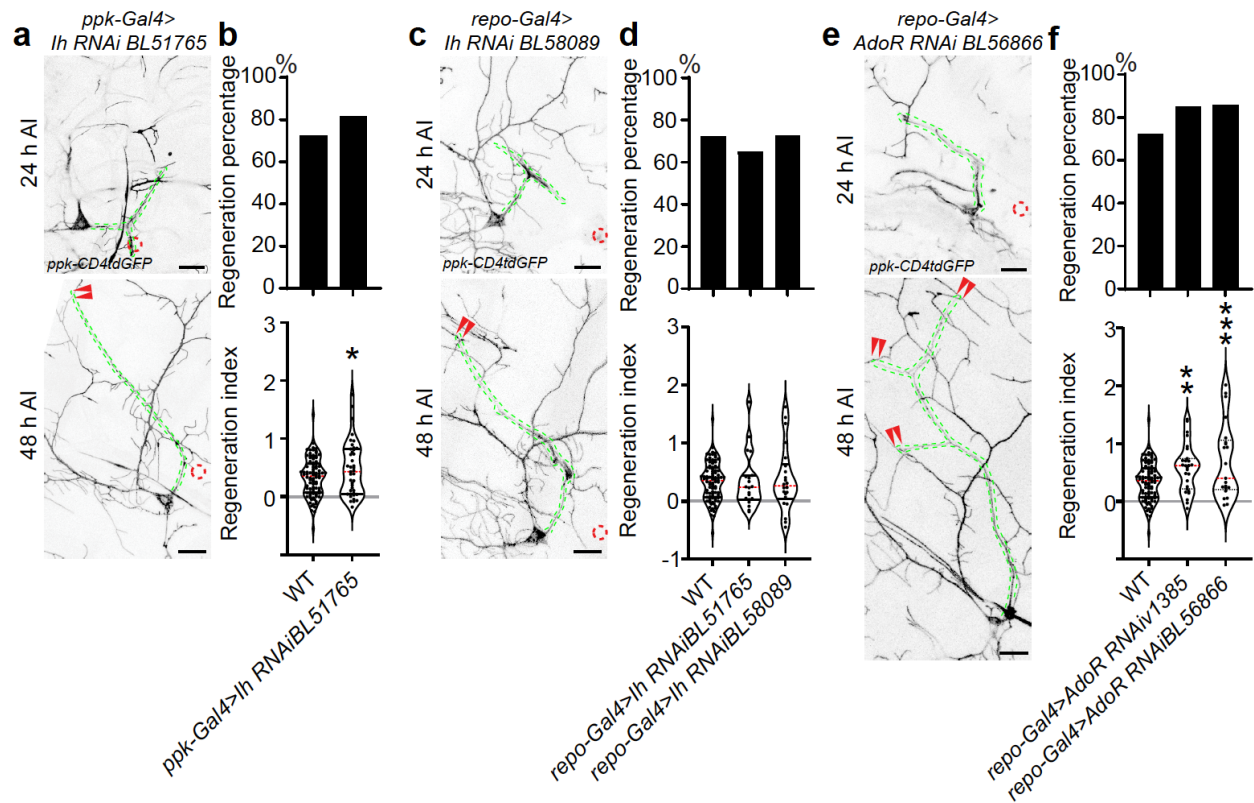 a
ppk-Gal4>
Ih RNAi BL51765
24 h AI
ppk-CD4tdGFP
48 h AI
b
%
100
80
60
40
20
0
Regeneration percentage
3
2
1
0
-1
Regeneration index
*
WT
ppk-Gal4>Ih RNAiBL51765
c
repo-Gal4>
Ih RNAi BL58089
24 h AI
48 h AI
d
%
100
80
60
40
20
0
Regeneration percentage
3
2
1
0
-1
Regeneration index
WT
repo-Gal4>Ih RNAiBL51765
repo-Gal4>Ih RNAiBL58089
e
repo-Gal4>
AdoR RNAi BL56866
24 h AI
ppk-CD4tdGFP
48 h AI
f
%
100
80
60
40
20
0
Regeneration percentage
3
2
1
0
Regeneration index
**
***
WT
repo-Gal4>AdoR RNAiv1385
repo-Gal4>AdoR RNAiBL56866